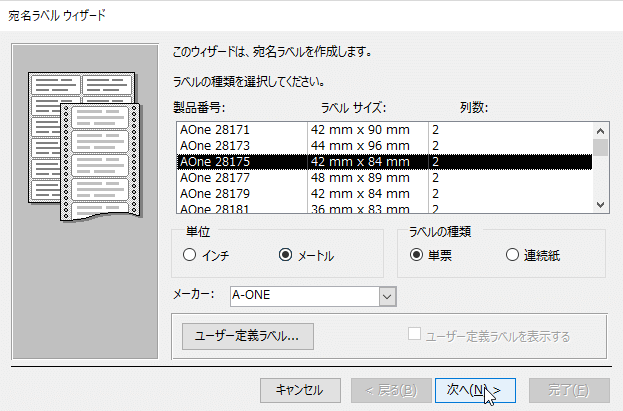 宛名ラベル ウィザード
このウィザードは、宛名ラベルを作成します。
ラベルの種類を選択してください。
製品番号: ラベル サイズ: 列数:
AOne 28171 42 mm x 90 mm 2
AOne 28173 44 mm x 96 mm 2
AOne 28175 42 mm x 84 mm 2
AOne 28177 48 mm x 89 mm 2
AOne 28179 42 mm x 84 mm 2
AOne 28181 36 mm x 83 mm 2
単位 ラベルの種類
インチ メートル 単票 連続紙
メーカー: A-ONE
ユーザー定義ラベル... ユーザー定義ラベルを表示する
キャンセル < 戻る(B) 次へ(N) > 完了(F)